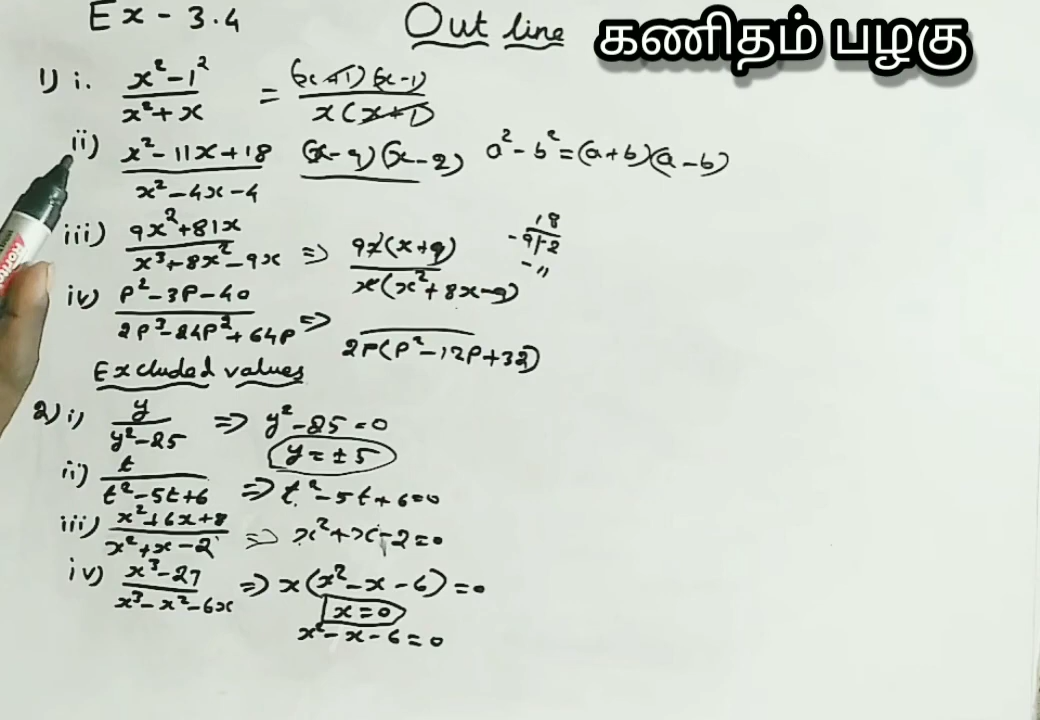 Ex - 3.4
Out line
கணிதம் பழகு
1) i. x² - 1² / x² + x = (x+1)(x-1) / x(x+1)
ii) x² - 11x + 18 / x² - 4x - 4 (x-9)(x-2)
a² - b² = (a+b)(a-b)
18
-9|-2
-11
iii) 9x² + 81x / x³ + 8x² - 9x => 9x(x+9) / x(x² + 8x - 9)
iv) P² - 3P - 40 / 2P³ - 24P² + 64P => / 2P(P² - 12P + 32)
Excluded values
2) i) y / y² - 25 => y² - 25 = 0
y = ± 5
ii) t / t² - 5t + 6 => t² - 5t + 6 = 0
iii) x² + 6x + 8 / x² + x - 2 => x² + x - 2 = 0
iv) x³ - 27 / x³ - x² - 6x => x(x² - x - 6) = 0
x = 0
x² - x - 6 = 0